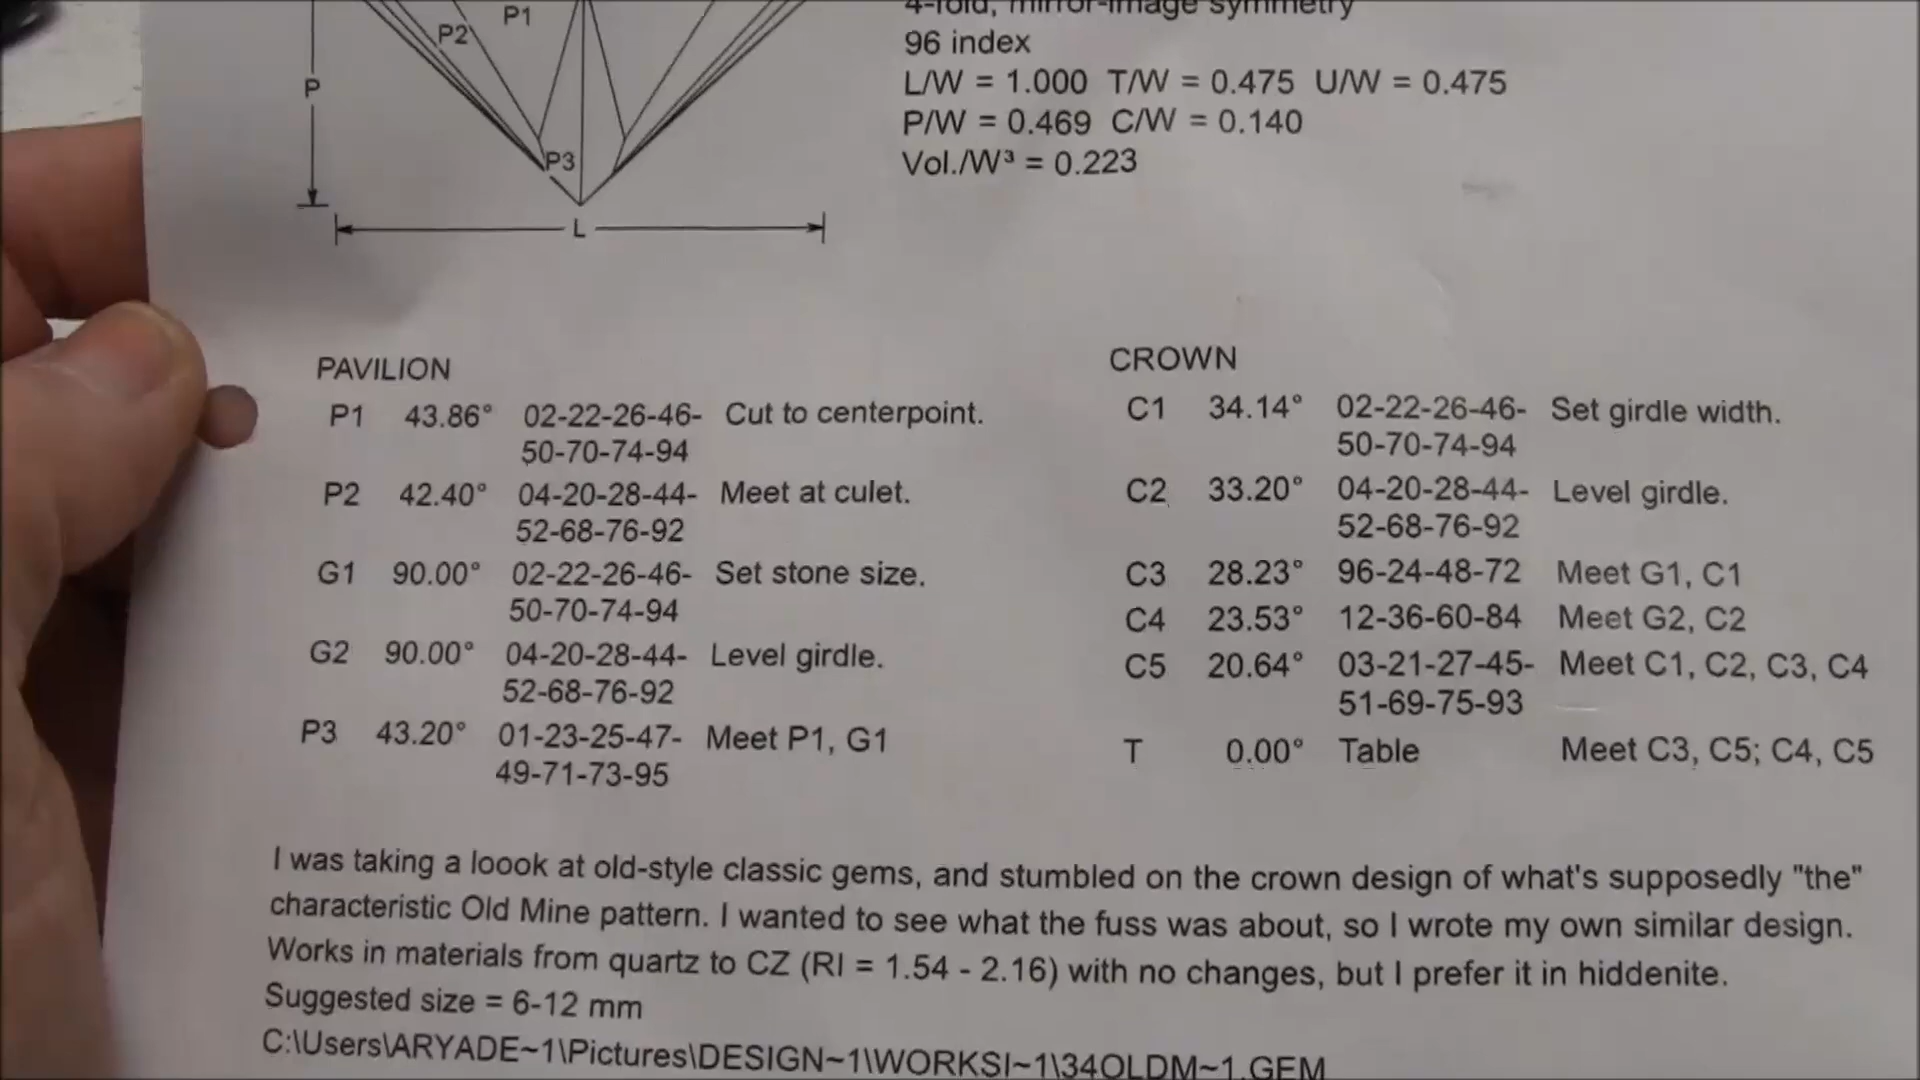 P1
P2
P
P3
L
4-fold, mirror-image symmetry
96 index
L/W = 1.000 T/W = 0.475 U/W = 0.475
P/W = 0.469 C/W = 0.140
Vol./W³ = 0.223
PAVILION
P1 43.86° 02-22-26-46- Cut to centerpoint.
50-70-74-94
P2 42.40° 04-20-28-44- Meet at culet.
52-68-76-92
G1 90.00° 02-22-26-46- Set stone size.
50-70-74-94
G2 90.00° 04-20-28-44- Level girdle.
52-68-76-92
P3 43.20° 01-23-25-47- Meet P1, G1
49-71-73-95
CROWN
C1 34.14° 02-22-26-46- Set girdle width.
50-70-74-94
C2 33.20° 04-20-28-44- Level girdle.
52-68-76-92
C3 28.23° 96-24-48-72 Meet G1, C1
C4 23.53° 12-36-60-84 Meet G2, C2
C5 20.64° 03-21-27-45- Meet C1, C2, C3, C4
51-69-75-93
T 0.00° Table Meet C3, C5; C4, C5
I was taking a loook at old-style classic gems, and stumbled on the crown design of what's supposedly "the"
characteristic Old Mine pattern. I wanted to see what the fuss was about, so I wrote my own similar design.
Works in materials from quartz to CZ (RI = 1.54 - 2.16) with no changes, but I prefer it in hiddenite.
Suggested size = 6-12 mm
C:\Users\ARYADE~1\Pictures\DESIGN~1\WORKSI~1\34OLDM~1.GEM